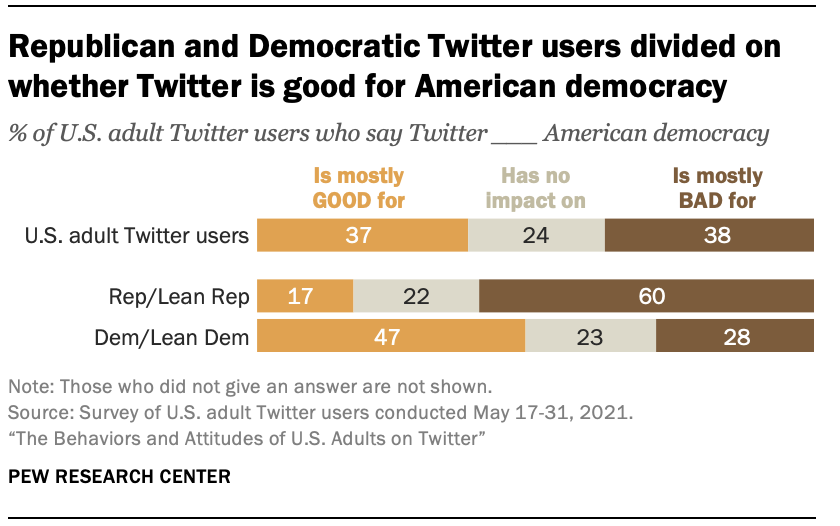 Republican and Democratic Twitter users divided on
whether Twitter is good for American democracy
% of U.S. adult Twitter users who say Twitter ____ American democracy
Is mostly GOOD for
Has no impact on
Is mostly BAD for
U.S. adult Twitter users 37 24 38
Rep/Lean Rep 17 22 60
Dem/Lean Dem 47 23 28
Note: Those who did not give an answer are not shown.
Source: Survey of U.S. adult Twitter users conducted May 17-31, 2021.
“The Behaviors and Attitudes of U.S. Adults on Twitter”
PEW RESEARCH CENTER